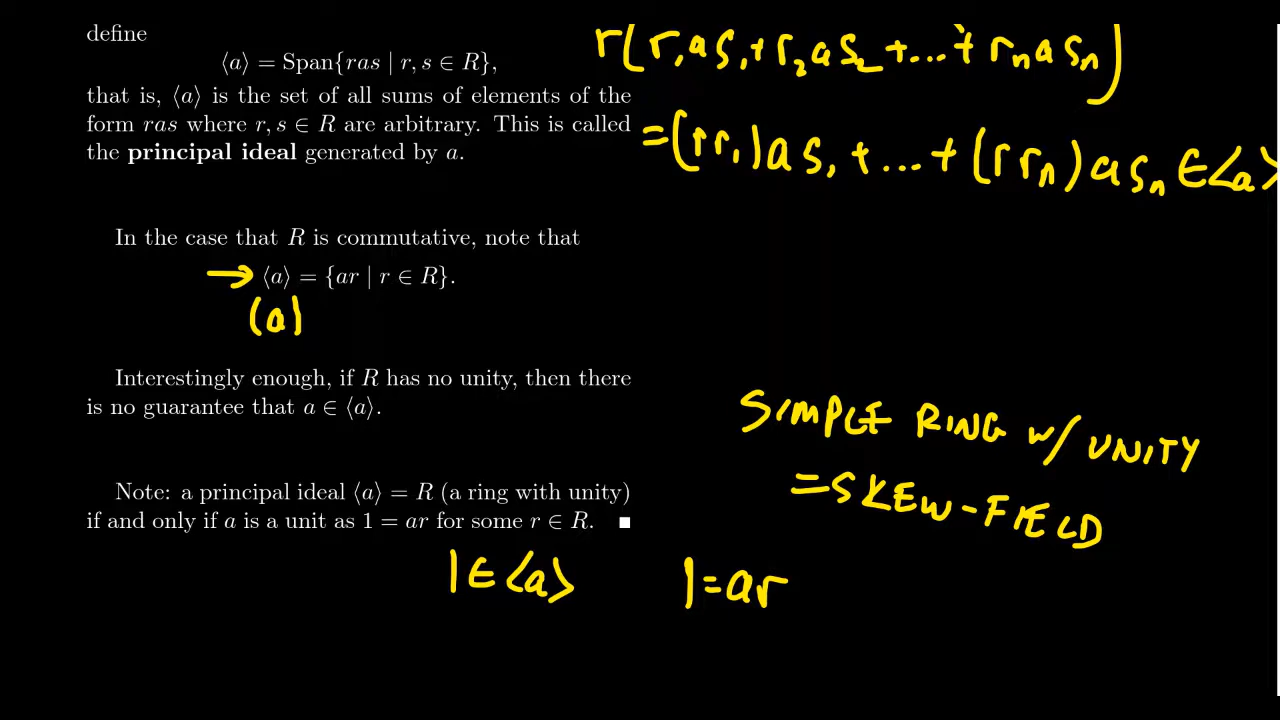 define
⟨a⟩ = Span{ras | r, s ∈ R},
that is, ⟨a⟩ is the set of all sums of elements of the
form ras where r, s ∈ R are arbitrary. This is called
the principal ideal generated by a.
In the case that R is commutative, note that
→ ⟨a⟩ = {ar | r ∈ R}.
(a)
Interestingly enough, if R has no unity, then there
is no guarantee that a ∈ ⟨a⟩.
Note: a principal ideal ⟨a⟩ = R (a ring with unity)
if and only if a is a unit as 1 = ar for some r ∈ R. ■
1 ∈ ⟨a⟩
r(r₁as₁+r₂as₂+...+rₙasₙ)
=(rr₁)as₁+...+(rrₙ)asₙ∈⟨a⟩
SIMPLE RING W/ UNITY
=SKEW-FIELD
1=ar